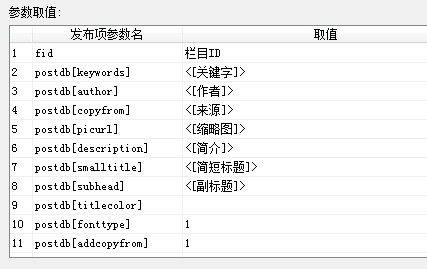 参数取值:
发布项参数名 取值
1 fid 栏目ID
2 postdb[keywords] <[关键字]>
3 postdb[author] <[作者]>
4 postdb[copyfrom] <[来源]>
5 postdb[picurl] <[缩略图]>
6 postdb[description] <[简介]>
7 postdb[smalltitle] <[简短标题]>
8 postdb[subhead] <[副标题]>
9 postdb[titlecolor]
10 postdb[fonttype] 1
11 postdb[addcopyfrom] 1